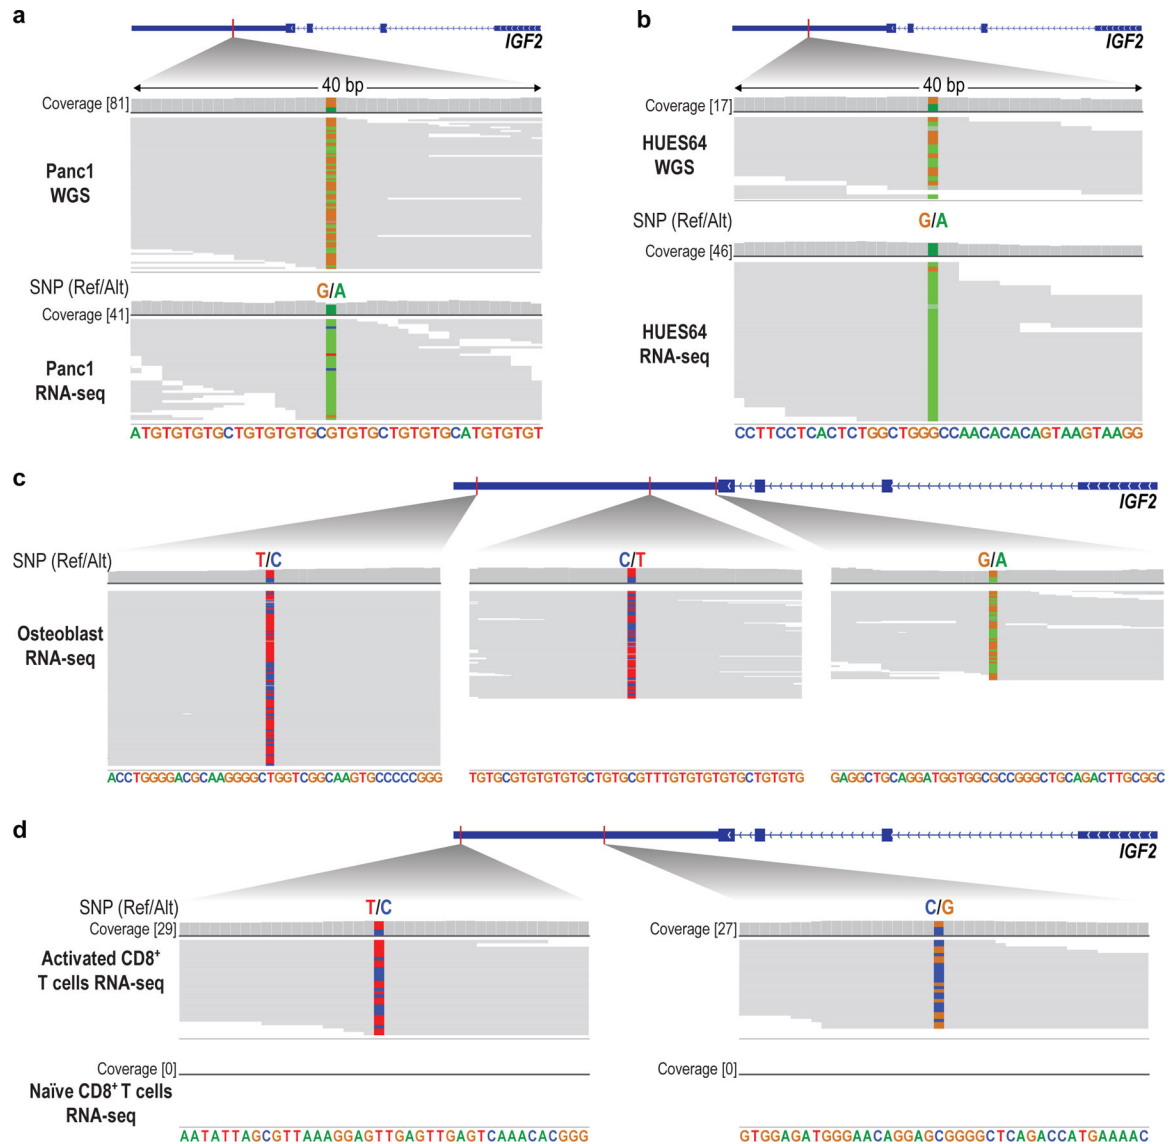 a
IGF2
40 bp
Coverage [81]
Panc1
WGS
SNP (Ref/Alt)
G/A
Coverage [41]
Panc1
RNA-seq
ATGTGTGTGCTGTGTGTGCGTGTGCTGTGTGCATGTGTGT
b
IGF2
40 bp
Coverage [17]
HUES64
WGS
SNP (Ref/Alt)
G/A
Coverage [46]
HUES64
RNA-seq
CCTTCCTCACTCTGGCTGGGCCAACACACAGTAAGTAAGG
c
IGF2
SNP (Ref/Alt)
T/C
C/T
G/A
Osteoblast
RNA-seq
ACCTGGGGACGCAAGGGGCTGGTCGGCAAGTGCCCCCGGG
TGTGCGTGTGTGTGCTGTGCGTTTGTGTGTGTGCTGTGTG
GAGGCTGCAGGATGGTGGCGCCGGGCTGCAGACTTGCGGC
d
IGF2
SNP (Ref/Alt)
T/C
C/G
Coverage [29]
Coverage [27]
Activated CD8⁺
T cells RNA-seq
Coverage [0]
Coverage [0]
Naïve CD8⁺ T cells
RNA-seq
AATATTAGCGTTAAAGGAGTTGAGTTGAGTCAAACACGGG
GTGGAGATGGGAACAGGAGCGGGGCTCAGACCATGAAAAC